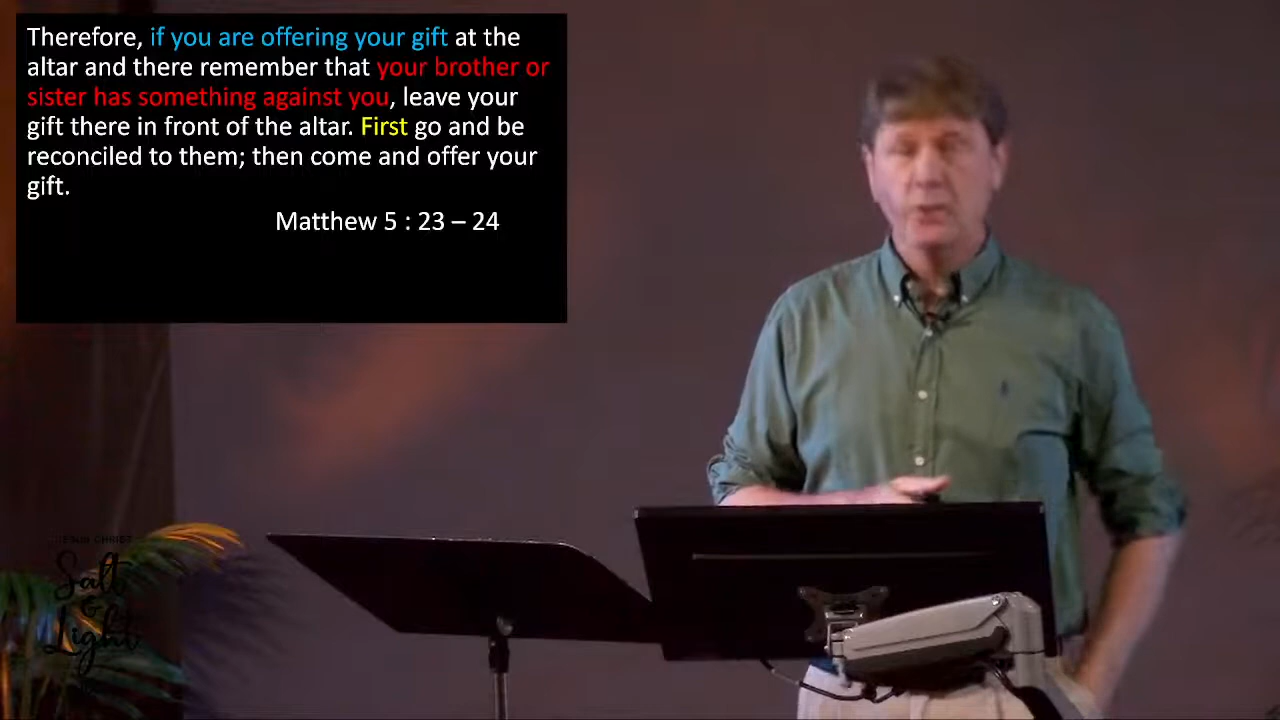 Therefore, if you are offering your gift at the
altar and there remember that your brother or
sister has something against you, leave your
gift there in front of the altar. First go and be
reconciled to them; then come and offer your
gift.
Matthew 5 : 23 – 24
JESUS CHRIST
Salt
&
Light